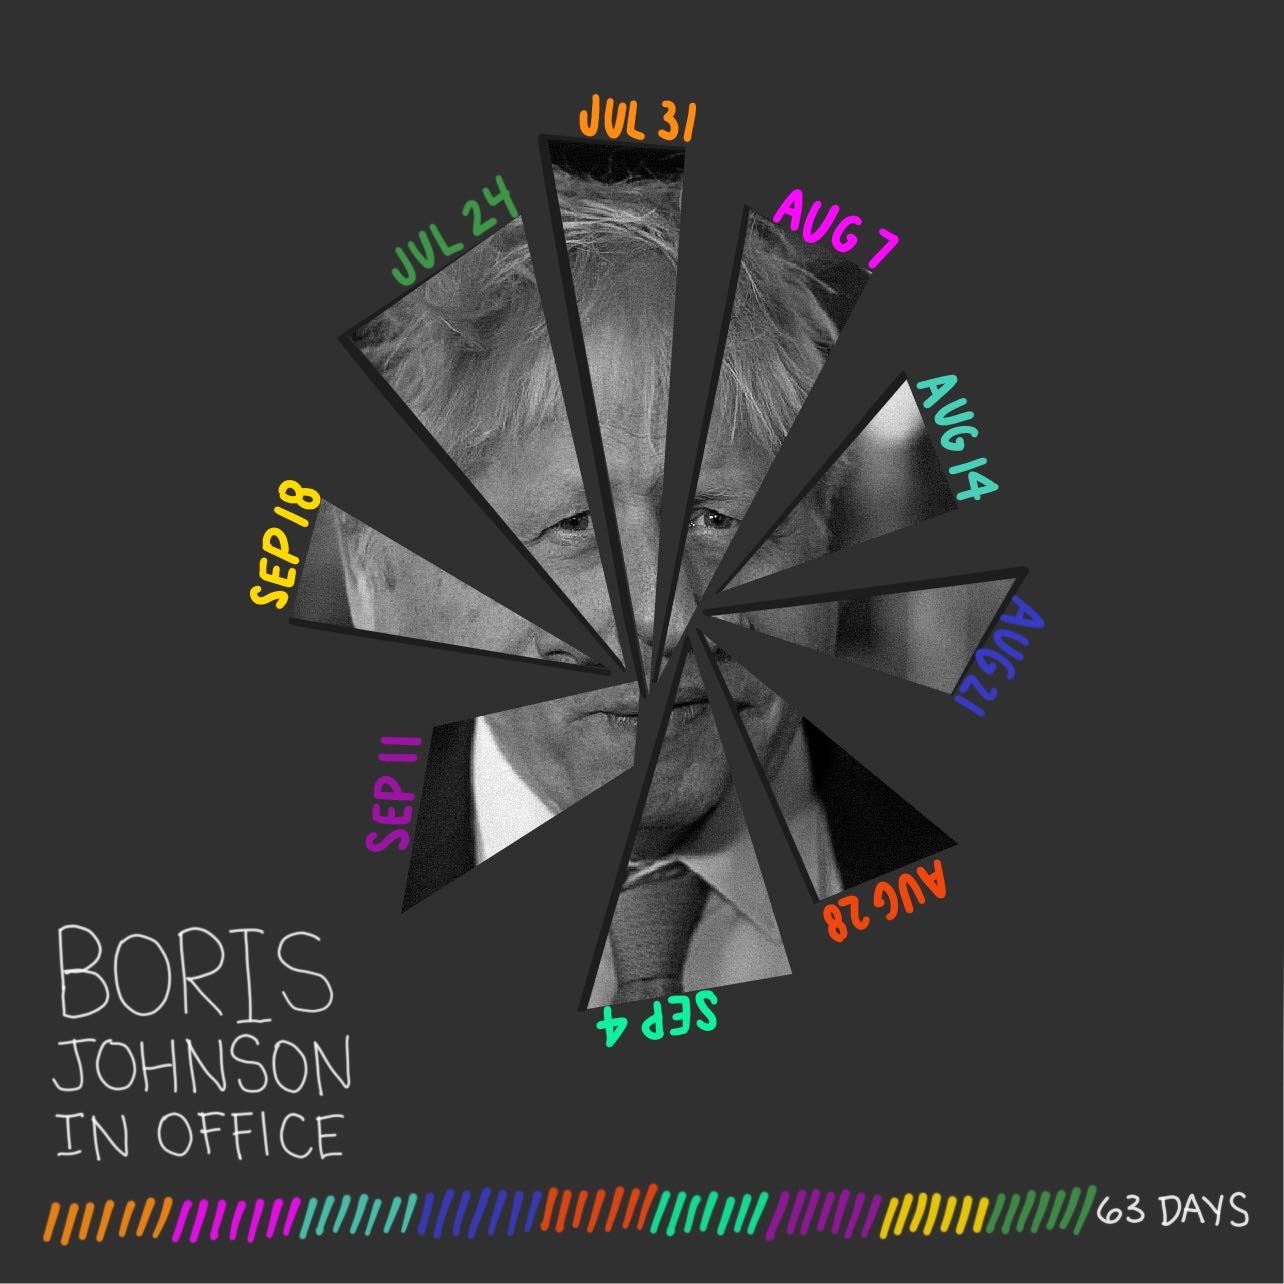 JUL 31
JUL 24
AUG 7
AUG 14
SEP 18
AUG 21
SEP 11
AUG 28
SEP 4
BORIS
JOHNSON
IN OFFICE
63 DAYS